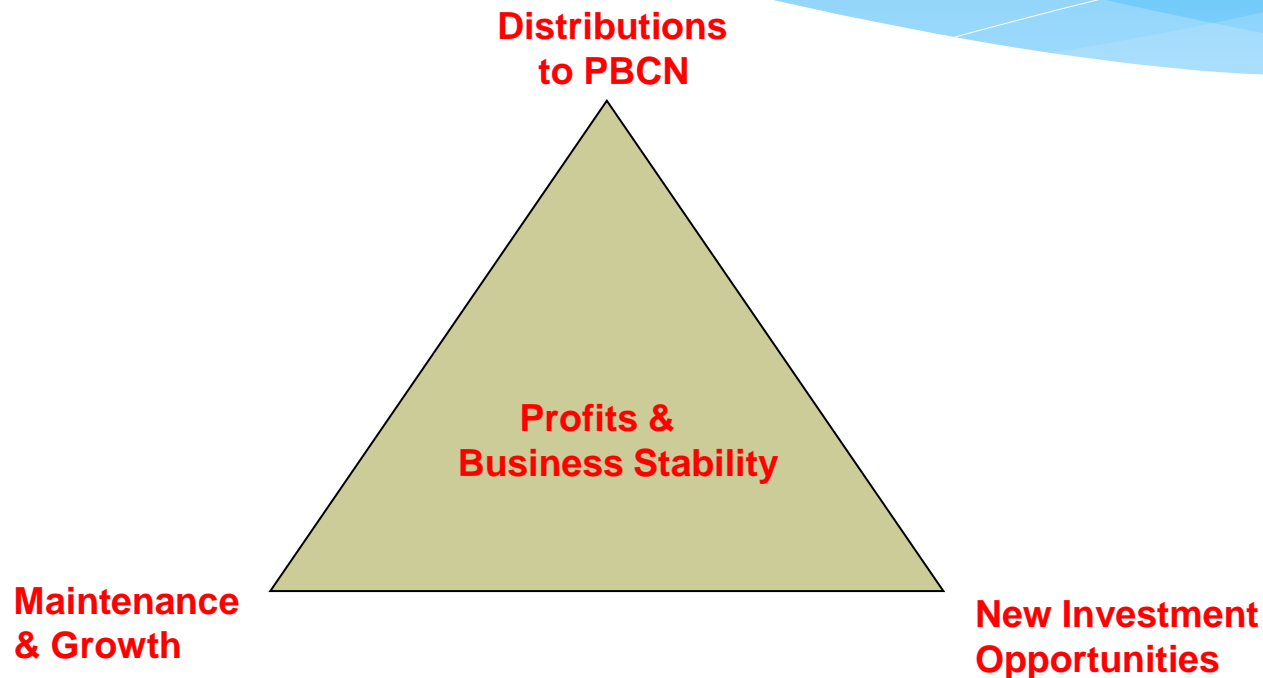 Distributions
to PBCN
Profits &
Business Stability
Maintenance
& Growth
New Investment
Opportunities